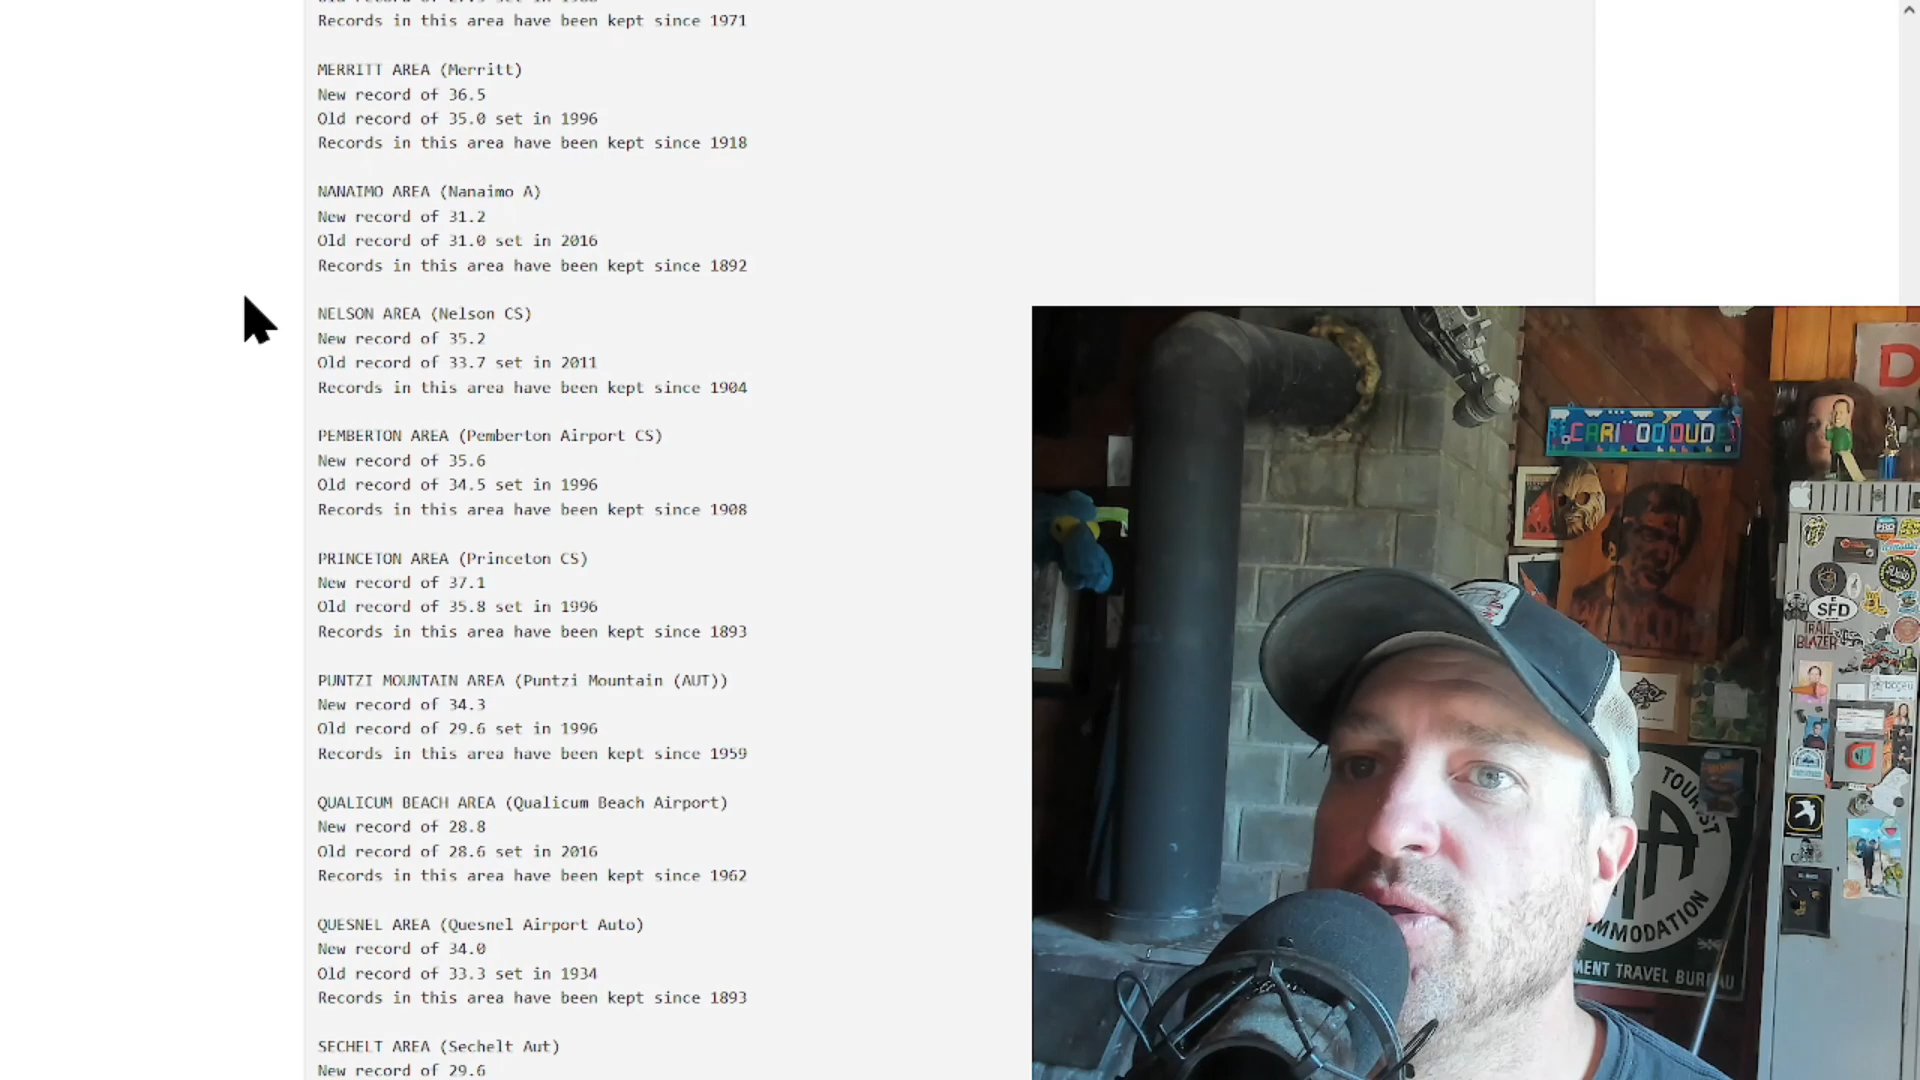 Records in this area have been kept since 1971
MERRITT AREA (Merritt)
New record of 36.5
Old record of 35.0 set in 1996
Records in this area have been kept since 1918
NANAIMO AREA (Nanaimo A)
New record of 31.2
Old record of 31.0 set in 2016
Records in this area have been kept since 1892
NELSON AREA (Nelson CS)
New record of 35.2
Old record of 33.7 set in 2011
Records in this area have been kept since 1904
PEMBERTON AREA (Pemberton Airport CS)
New record of 35.6
Old record of 34.5 set in 1996
Records in this area have been kept since 1908
PRINCETON AREA (Princeton CS)
New record of 37.1
Old record of 35.8 set in 1996
Records in this area have been kept since 1893
PUNTZI MOUNTAIN AREA (Puntzi Mountain (AUT))
New record of 34.3
Old record of 29.6 set in 1996
Records in this area have been kept since 1959
QUALICUM BEACH AREA (Qualicum Beach Airport)
New record of 28.8
Old record of 28.6 set in 2016
Records in this area have been kept since 1962
QUESNEL AREA (Quesnel Airport Auto)
New record of 34.0
Old record of 33.3 set in 1934
Records in this area have been kept since 1893
SECHELT AREA (Sechelt Aut)
New record of 29.6
D
CARIBOO DUDE
SFD
TRAIL
BLAZER
TOURIST
MMODATION
MENT TRAVEL BUREAU